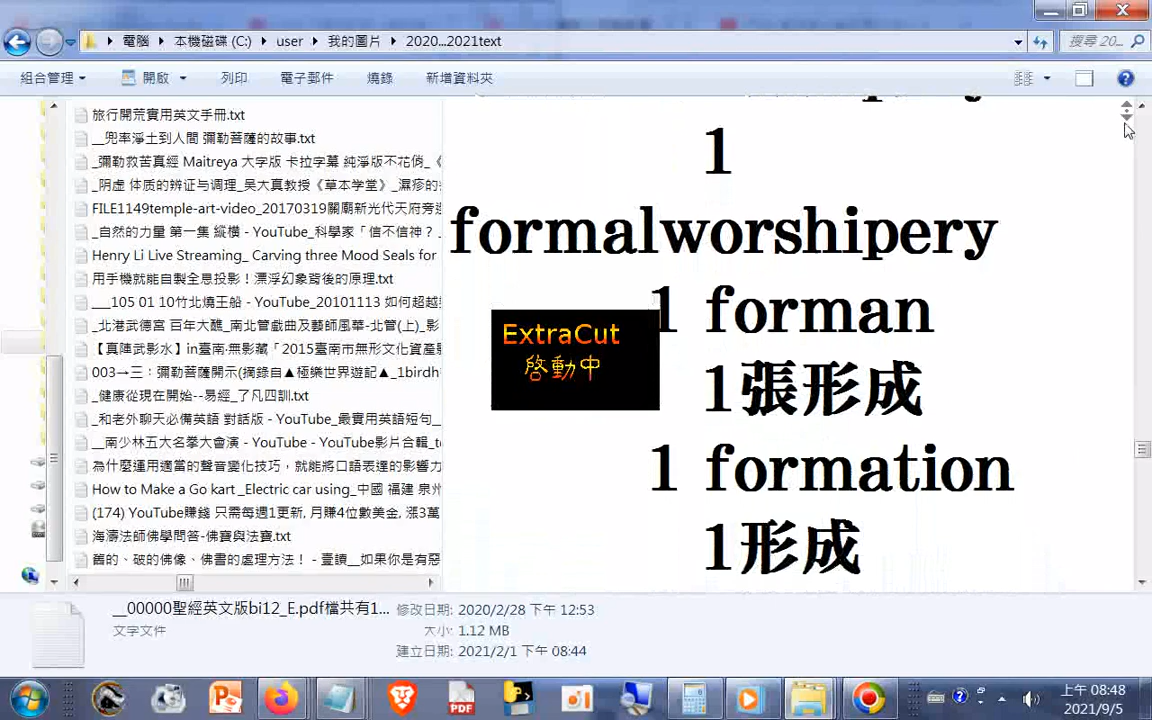 電腦 本機磁碟 (C:) user 我的圖片 2020...2021text 搜尋 20...
組合管理 開啟 列印 電子郵件 燒錄 新增資料夾
旅行開荒實用英文手冊.txt
__兜率淨土到人間 彌勒菩薩的故事.txt
_彌勒救苦真經 Maitreya 大字版 卡拉字幕 純淨版不花俏_《
_阴虚 体质的辨证与调理_吴大真教授《草本学堂》_濕疹的
FILE1149temple-art-video_20170319關廟新光代天府旁邊
_自然的力量 第一集 縱橫 - YouTube_科學家「信不信神？
Henry Li Live Streaming_ Carving three Mood Seals for
用手機就能自製全息投影！漂浮幻象背後的原理.txt
___105 01 10竹北燒王船 - YouTube_20101113 如何超越
_北港武德宮 百年大醮_南北管戲曲及藝師風華-北管(上)_影
【真陣武影水】in臺南·無影藏「2015臺南市無形文化資產
003→三：彌勒菩薩開示(摘錄自▲極樂世界遊記▲_1birdh
_健康從現在開始--易經_了凡四訓.txt
_和老外聊天必備英語 對話版 - YouTube_最實用英語短句_
__南少林五大名拳大會演 - YouTube - YouTube影片合輯_t
為什麼運用適當的聲音變化技巧，就能將口語表達的影響力
How to Make a Go kart _Electric car using_中國 福建 泉州
(174) YouTube賺錢 只需每週1更新, 月賺4位數美金, 漲3萬
海濤法師佛學問答-佛寶與法寶.txt
舊的、破的佛像、佛書的處理方法！ - 壹讀__如果你是有惡
1
formalworshipery
1 forman
1張形成
1 formation
1形成
ExtraCut
啓動中
__00000聖經英文版bi12_E.pdf檔共有1... 修改日期: 2020/2/28 下午 12:53
文字文件 大小: 1.12 MB
建立日期: 2021/2/1 下午 08:44
PDF
上午 08:48
2021/9/5